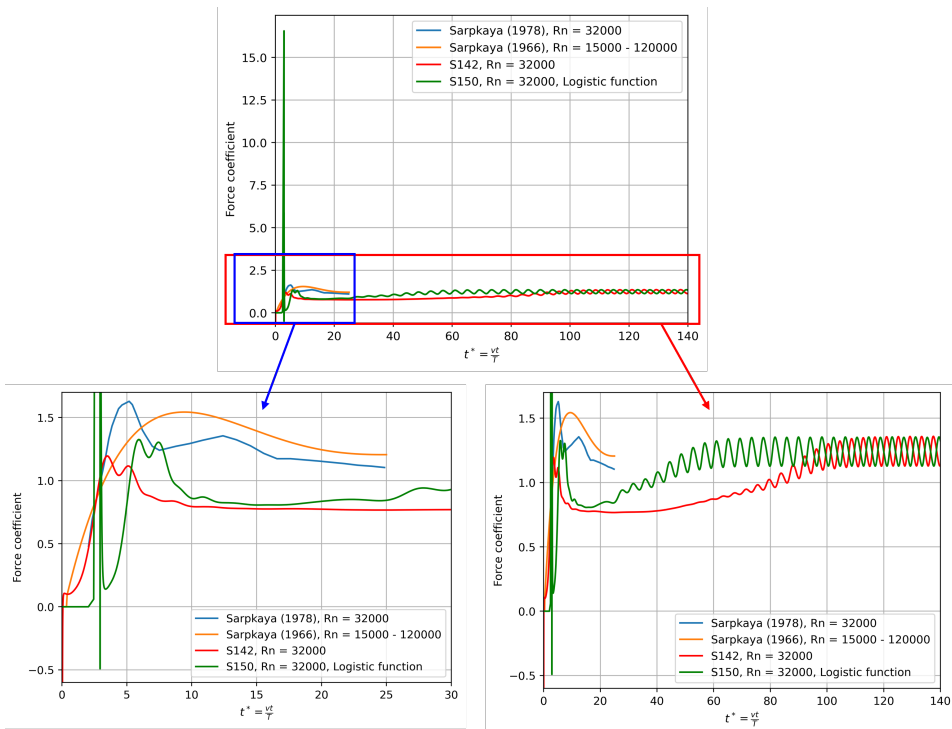 Sarpkaya (1978), Rn = 32000
Sarpkaya (1966), Rn = 15000 - 120000
S142, Rn = 32000
S150, Rn = 32000, Logistic function
Force coefficient
0.0
2.5
5.0
7.5
10.0
12.5
15.0
0 20 40 60 80 100 120 140
t* = vt/T
Force coefficient
1.5
1.0
0.5
0.0
−0.5
Sarpkaya (1978), Rn = 32000
Sarpkaya (1966), Rn = 15000 - 120000
S142, Rn = 32000
S150, Rn = 32000, Logistic function
0 5 10 15 20 25 30
t* = vt/T
Force coefficient
1.5
1.0
0.5
0.0
−0.5
Sarpkaya (1978), Rn = 32000
Sarpkaya (1966), Rn = 15000 - 120000
S142, Rn = 32000
S150, Rn = 32000, Logistic function
0 20 40 60 80 100 120 140
t* = vt/T